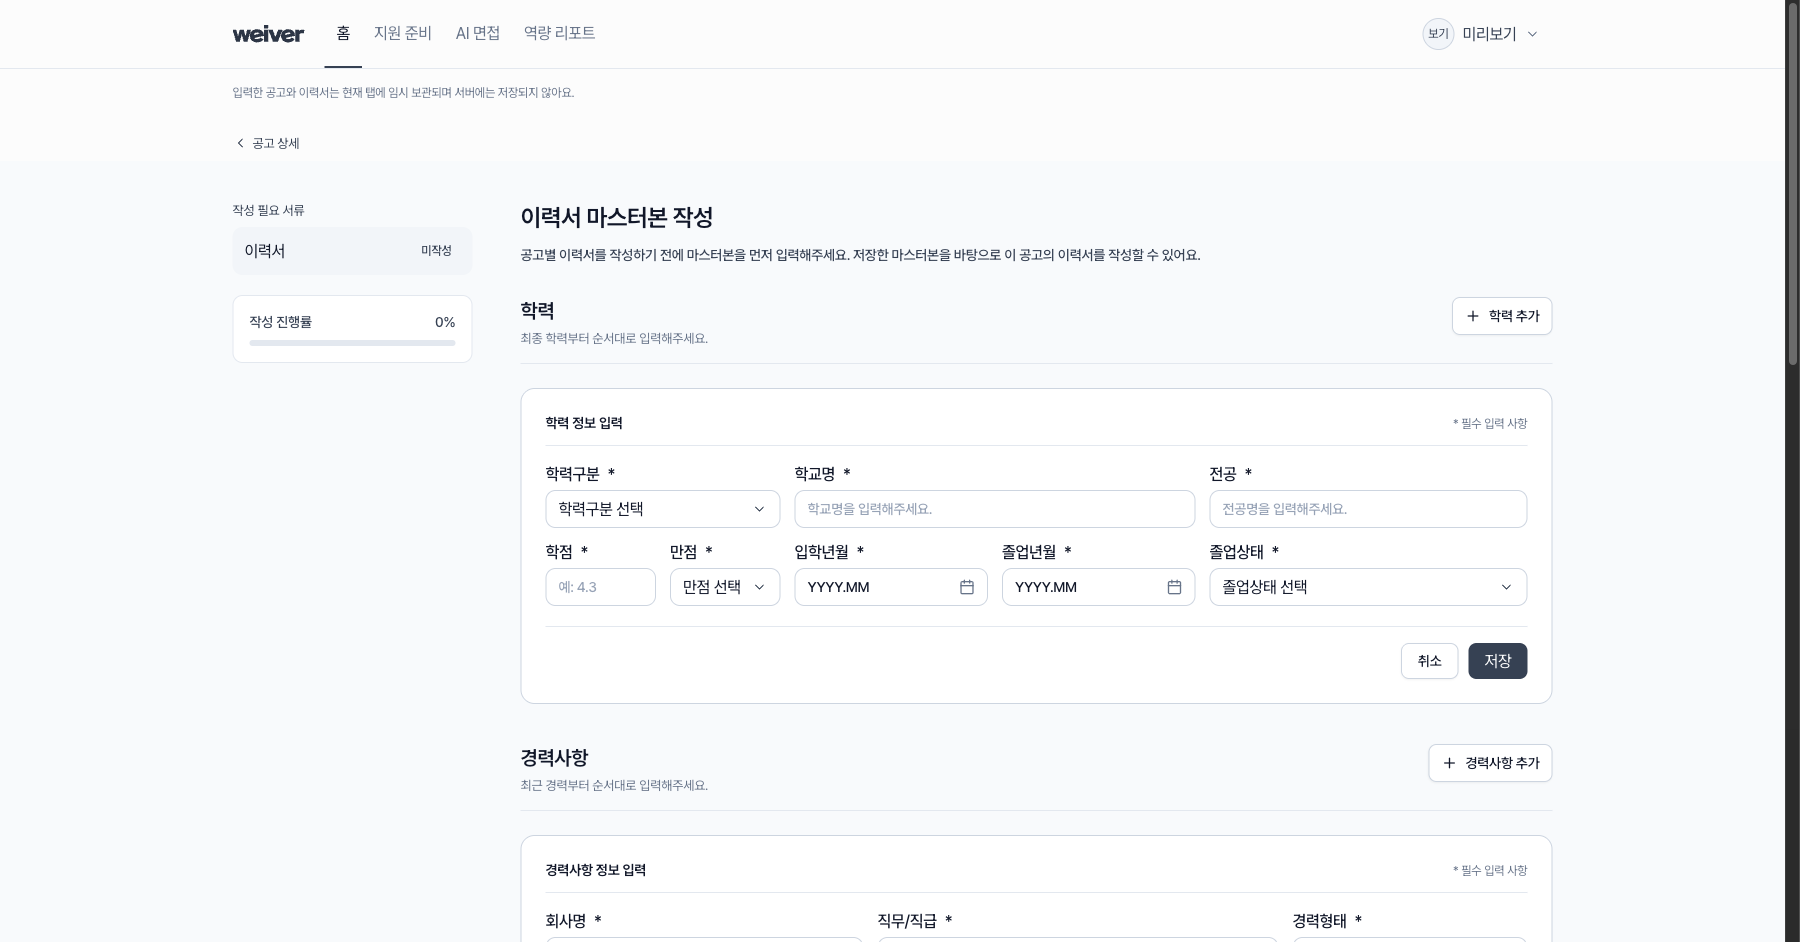 weiver 홈 지원 준비 AI 면접 역량 리포트 보기 미리보기
입력한 공고와 이력서는 현재 탭에 임시 보관되며 서버에는 저장되지 않아요.
공고 상세
작성 필요 서류
이력서 미작성
작성 진행률 0%
이력서 마스터본 작성
공고별 이력서를 작성하기 전에 마스터본을 먼저 입력해주세요. 저장한 마스터본을 바탕으로 이 공고의 이력서를 작성할 수 있어요.
학력
최종 학력부터 순서대로 입력해주세요.
학력 추가
학력 정보 입력 * 필수 입력 사항
학력구분 * 학교명 * 전공 *
학력구분 선택 학교명을 입력해주세요. 전공명을 입력해주세요.
학점 * 만점 * 입학년월 * 졸업년월 * 졸업상태 *
예: 4.3 만점 선택 YYYY.MM YYYY.MM 졸업상태 선택
취소 저장
경력사항
최근 경력부터 순서대로 입력해주세요.
경력사항 추가
경력사항 정보 입력 * 필수 입력 사항
회사명 * 직무/직급 * 경력형태 *